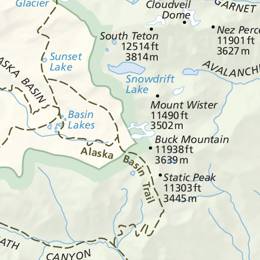 Glacier
Cloudveil
Dome
GARNET
South Teton
12514 ft
3814 m
Nez Perce
11901 ft
3627 m
AVALANCHE
Sunset
Lake
Snowdrift
Lake
ASKA BASIN
Mount Wister
11490 ft
3502 m
Basin
Lakes
Buck Mountain
11938 ft
3639 m
Alaska Basin Trail
Static Peak
11303 ft
3445 m
ATH CANYON